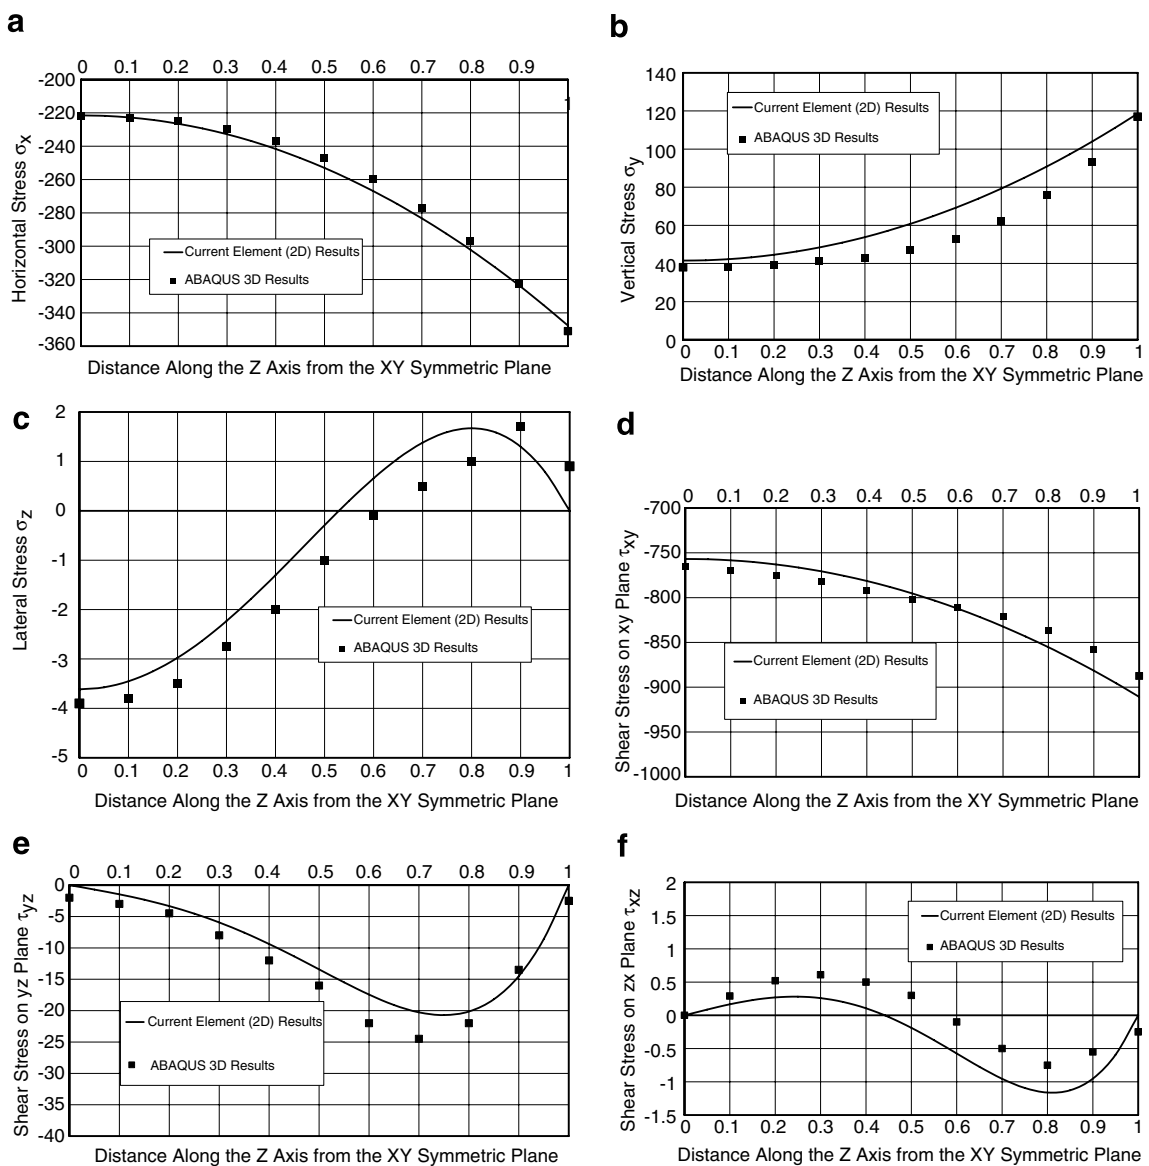 a
0 0.1 0.2 0.3 0.4 0.5 0.6 0.7 0.8 0.9
1
-200
-220
-240
-260
-280
-300
-320
-340
-360
Horizontal Stress σx
Current Element (2D) Results
ABAQUS 3D Results
Distance Along the Z Axis from the XY Symmetric Plane
b
140
120
100
80
60
40
20
0
Vertical Stress σy
Current Element (2D) Results
ABAQUS 3D Results
0 0.1 0.2 0.3 0.4 0.5 0.6 0.7 0.8 0.9 1
Distance Along the Z Axis from the XY Symmetric Plane
c
2
1
0
-1
-2
-3
-4
-5
Lateral Stress σz
Current Element (2D) Results
ABAQUS 3D Results
0 0.1 0.2 0.3 0.4 0.5 0.6 0.7 0.8 0.9 1
Distance Along the Z Axis from the XY Symmetric Plane
d
0 0.1 0.2 0.3 0.4 0.5 0.6 0.7 0.8 0.9 1
-700
-750
-800
-850
-900
-950
-1000
Shear Stress on xy Plane τxy
Current Element (2D) Results
ABAQUS 3D Results
Distance Along the Z Axis from the XY Symmetric Plane
e
0 0.1 0.2 0.3 0.4 0.5 0.6 0.7 0.8 0.9 1
0
-5
-10
-15
-20
-25
-30
-35
-40
Shear Stress on yz Plane τyz
Current Element (2D) Results
ABAQUS 3D Results
Distance Along the Z Axis from the XY Symmetric Plane
f
2
1.5
1
0.5
0
-0.5
-1
-1.5
Shear Stress on zx Plane τxz
Current Element (2D) Results
ABAQUS 3D Results
0 0.1 0.2 0.3 0.4 0.5 0.6 0.7 0.8 0.9 1
Distance Along the Z Axis from the XY Symmetric Plane